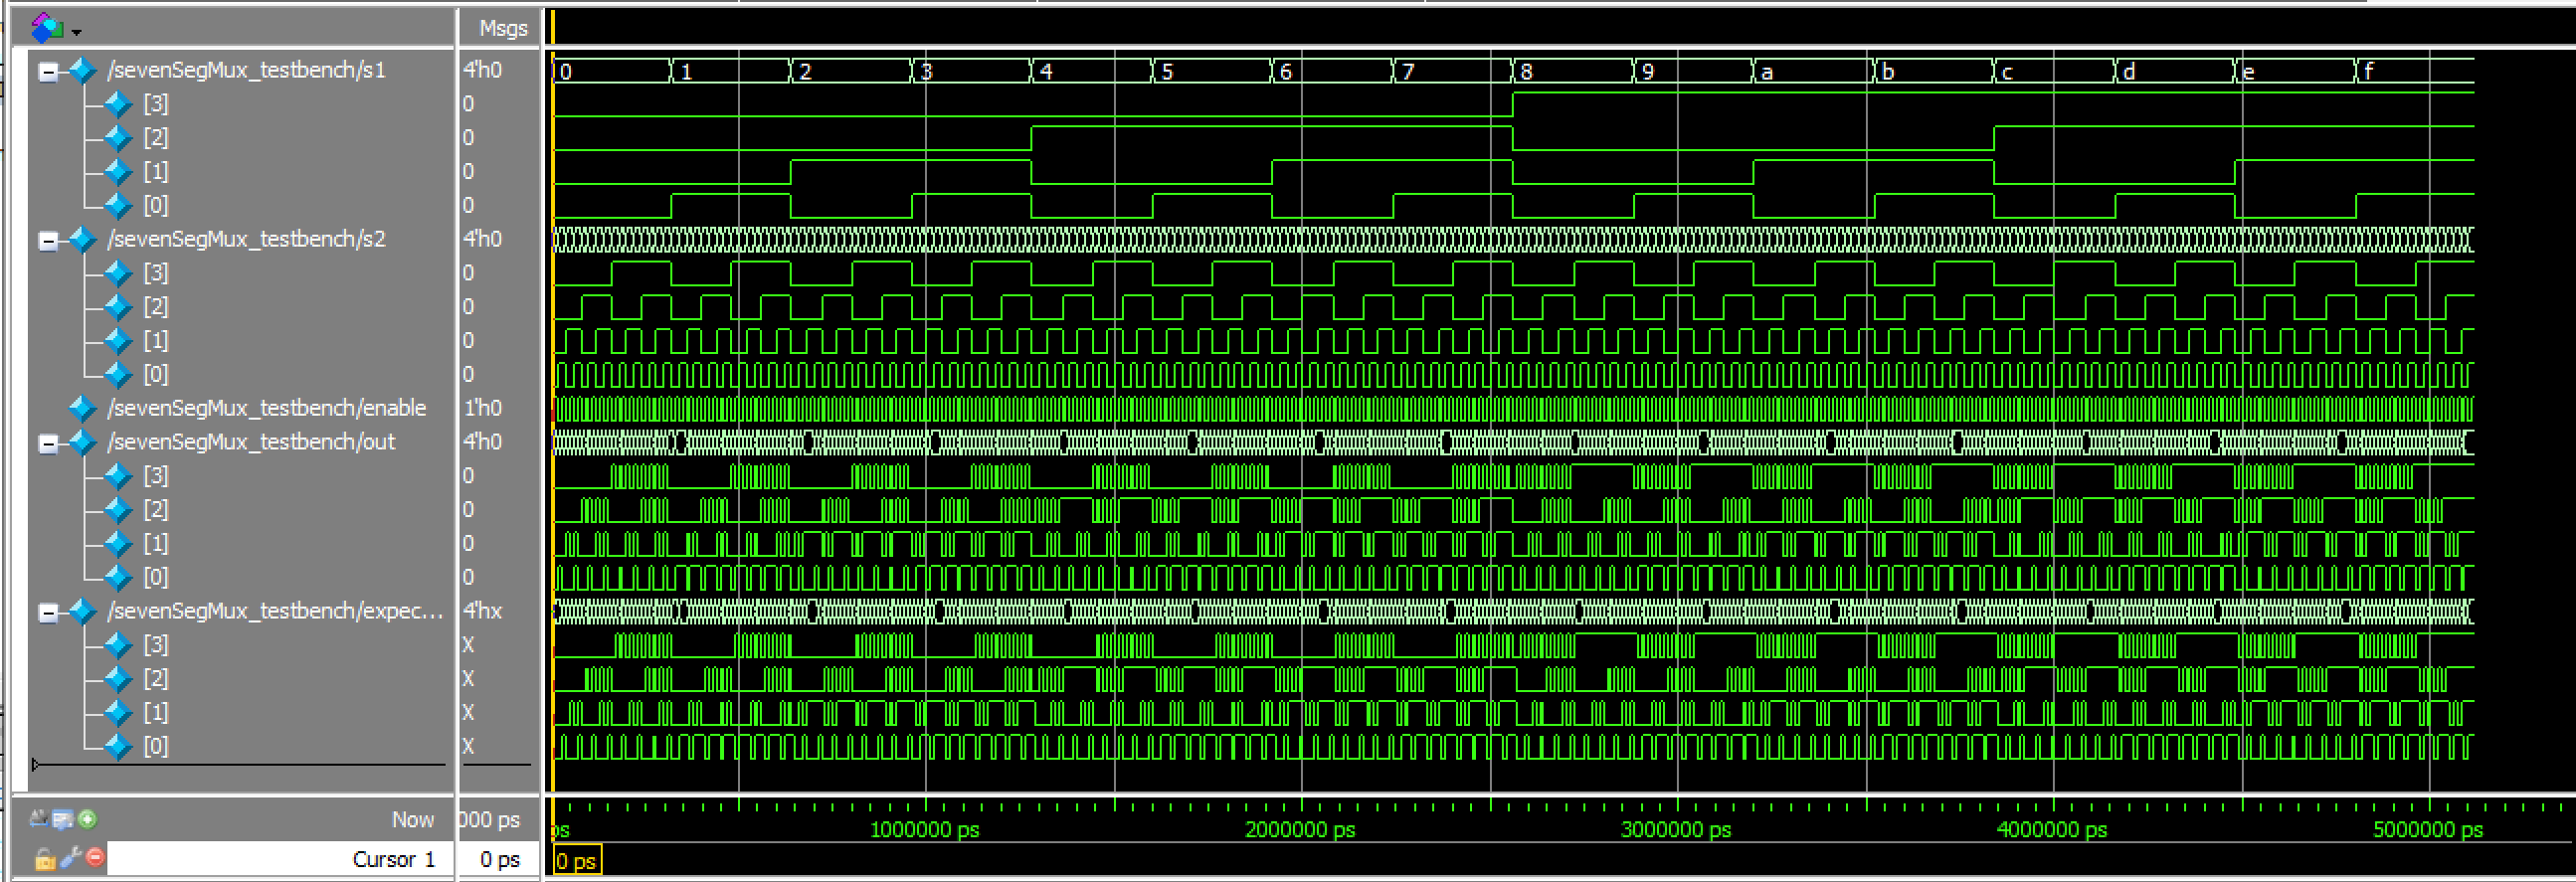 Msgs
/sevenSegMux_testbench/s1 4'h0 0 1 2 3 4 5 6 7 8 9 a b c d e f
[3] 0
[2] 0
[1] 0
[0] 0
/sevenSegMux_testbench/s2 4'h0
[3] 0
[2] 0
[1] 0
[0] 0
/sevenSegMux_testbench/enable 1'h0
/sevenSegMux_testbench/out 4'h0
[3] 0
[2] 0
[1] 0
[0] 0
/sevenSegMux_testbench/expec... 4'hx
[3] X
[2] X
[1] X
[0] X
Now 000 ps ps 1000000 ps 2000000 ps 3000000 ps 4000000 ps 5000000 ps
Cursor 1 0 ps 0 ps